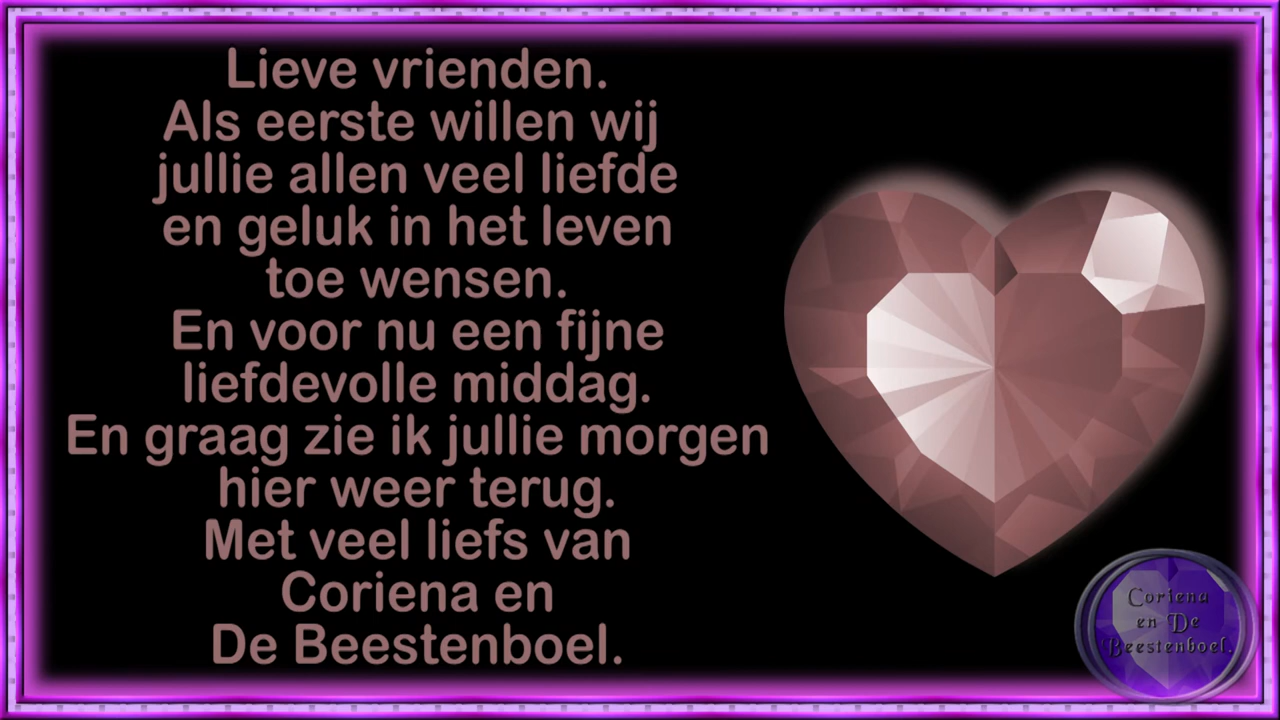 Lieve vrienden.
Als eerste willen wij
jullie allen veel liefde
en geluk in het leven
toe wensen.
En voor nu een fijne
liefdevolle middag.
En graag zie ik jullie morgen
hier weer terug.
Met veel liefs van
Coriena en
De Beestenboel.
Coriena
en De
Beestenboel.